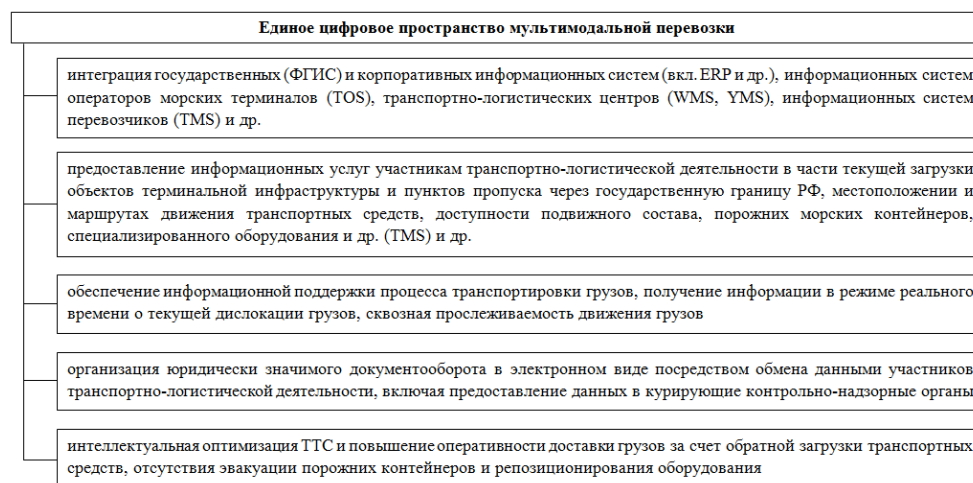 Единое цифровое пространство мультимодальной перевозки
интеграция государственных (ФГИС) и корпоративных информационных систем (вкл. ERP и др.), информационных систем
операторов морских терминалов (TOS), транспортно-логистических центров (WMS, YMS), информационных систем
перевозчиков (TMS) и др.
предоставление информационных услуг участникам транспортно-логистической деятельности в части текущей загрузки
объектов терминальной инфраструктуры и пунктов пропуска через государственную границу РФ, местоположении и
маршрутах движения транспортных средств, доступности подвижного состава, порожних морских контейнеров,
специализированного оборудования и др. (TMS) и др.
обеспечение информационной поддержки процесса транспортировки грузов, получение информации в режиме реального
времени о текущей дислокации грузов, сквозная прослеживаемость движения грузов
организация юридически значимого документооборота в электронном виде посредством обмена данными участников
транспортно-логистической деятельности, включая предоставление данных в курирующие контрольно-надзорные органы
интеллектуальная оптимизация ТТС и повышение оперативности доставки грузов за счет обратной загрузки транспортных
средств, отсутствия эвакуации порожних контейнеров и репозиционирования оборудования